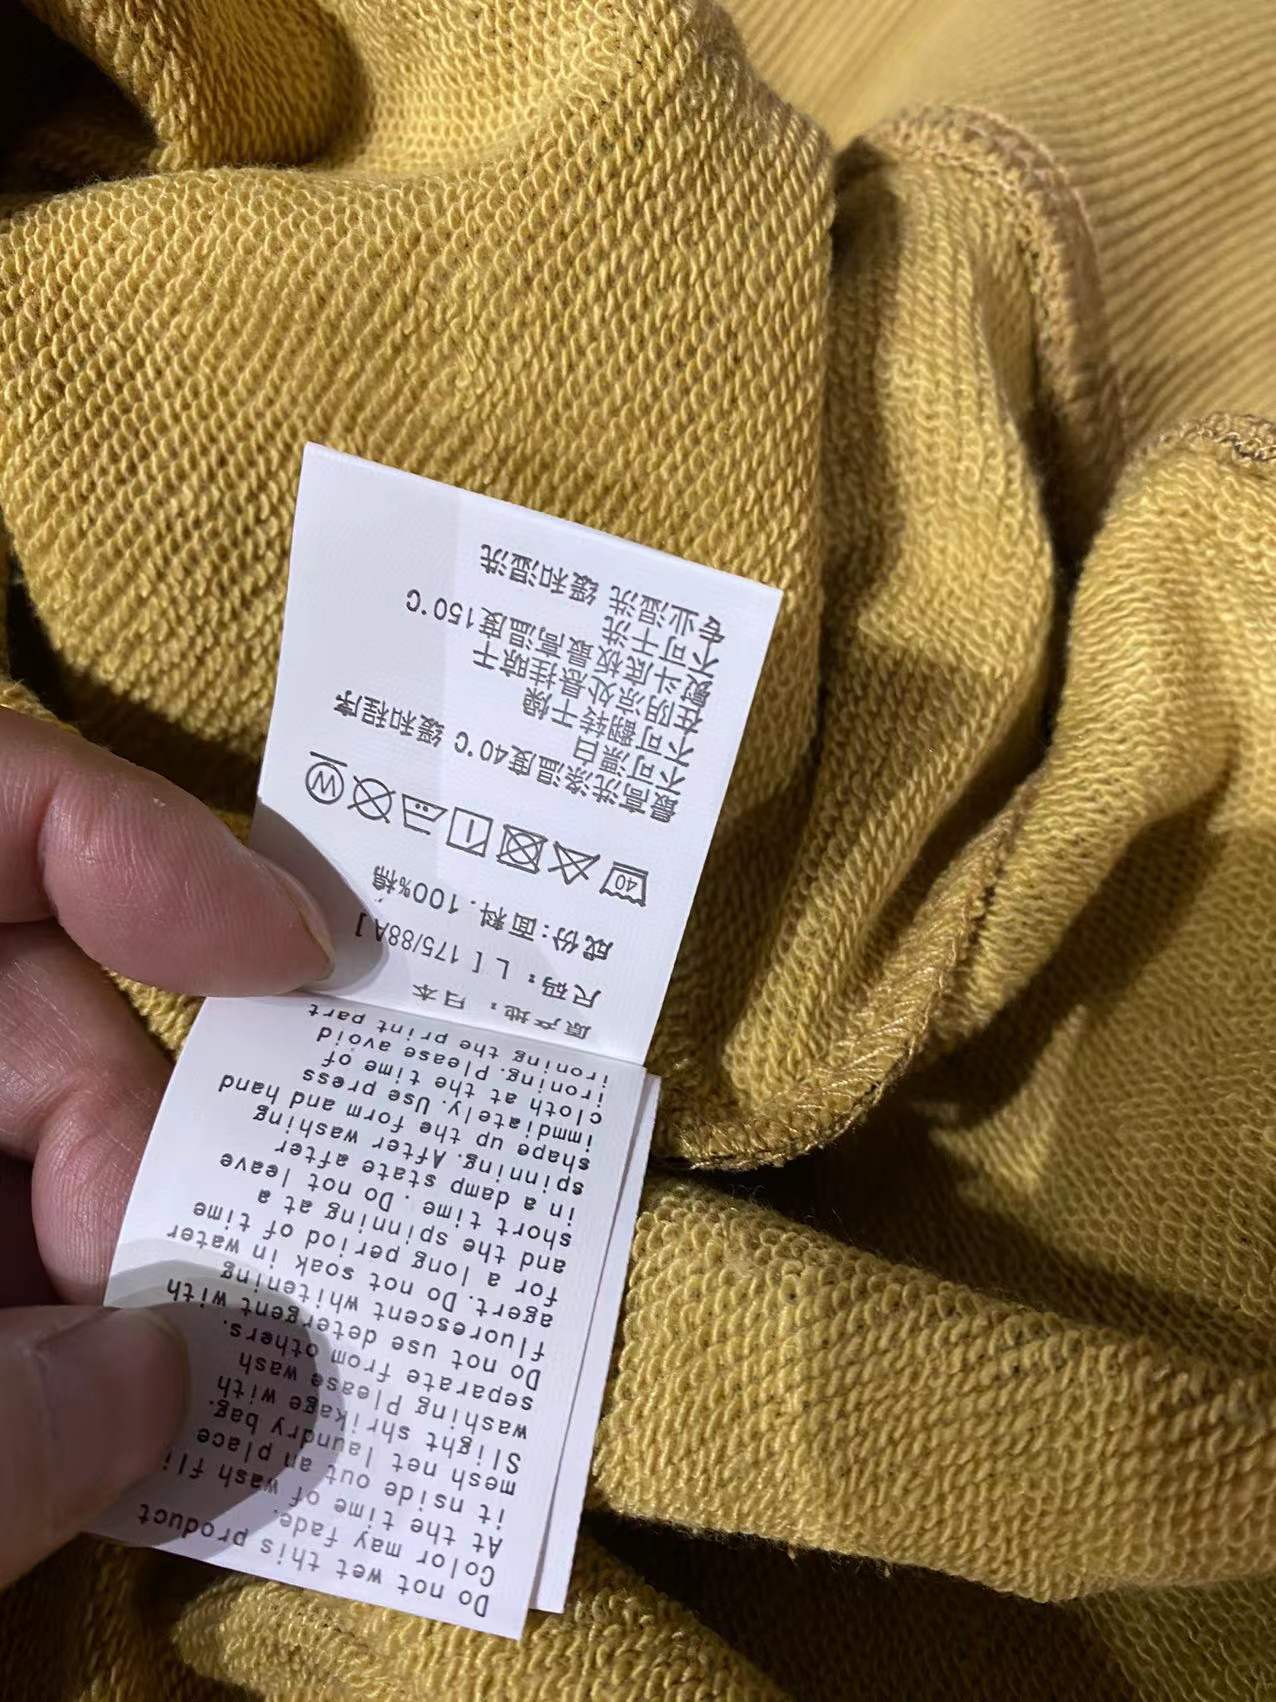 Do not wet this product
Color may fade.
At the time of wash fli
it nside out an place
mesh net laundry bag.
Slight shrikage with
washing Please wash
separate from others.
Do not use detergent with
fluorescent whitening
agert. Do not soak in water
for a long period of time
and the spinning at a
short time . Do not leave
in a damp state after
spinning. After washing
shape up the form and hand
immdiately. Use press
cloth at the time of
ironing. Please avoid
ironing the print part
原产地：日本
尺码：L [ 175/88A ]
成份:面料.100%棉
40 W
最高洗涤温度40°C 缓和程序
不可漂白
不可翻转干燥
在阴凉处悬挂晾干
熨斗底板最高温度150°C
不可干洗
专业湿洗 缓和湿洗